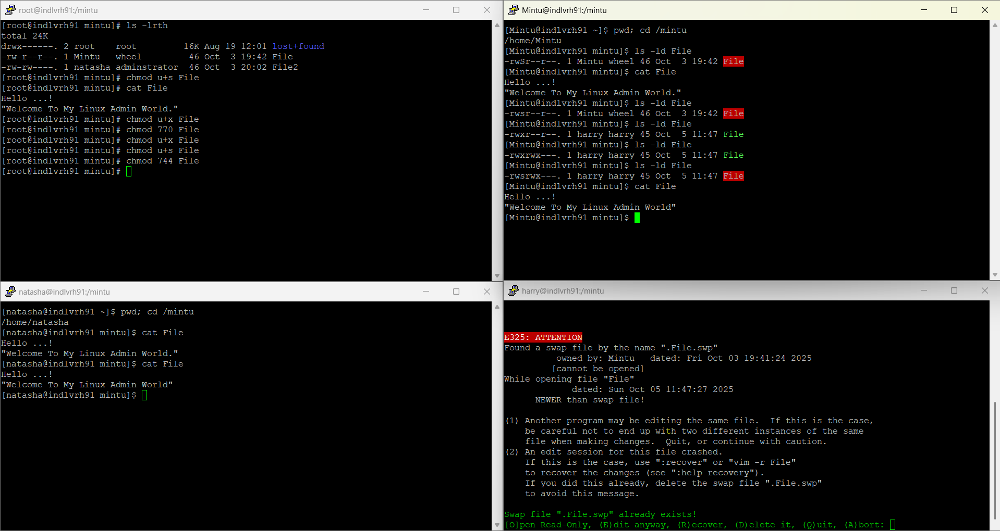 root@indlvrh91:/mintu
[root@indlvrh91 mintu]# ls -lrth
total 24K
drwx------. 2 root    root         16K Aug 19 12:01 lost+found
-rw-r--r--. 1 Mintu   wheel         46 Oct  3 19:42 File
-rw-rw----. 1 natasha adminstrator  46 Oct  3 20:02 File2
[root@indlvrh91 mintu]# chmod u+s File
[root@indlvrh91 mintu]# cat File
Hello ...!
"Welcome To My Linux Admin World."
[root@indlvrh91 mintu]# chmod u+x File
[root@indlvrh91 mintu]# chmod 770 File
[root@indlvrh91 mintu]# chmod u+x File
[root@indlvrh91 mintu]# chmod u+s File
[root@indlvrh91 mintu]# chmod 744 File
[root@indlvrh91 mintu]#
Mintu@indlvrh91:/mintu
[Mintu@indlvrh91 ~]$ pwd; cd /mintu
/home/Mintu
[Mintu@indlvrh91 mintu]$ ls -ld File
-rwSr--r--. 1 Mintu wheel 46 Oct  3 19:42 File
[Mintu@indlvrh91 mintu]$ cat File
Hello ...!
"Welcome To My Linux Admin World."
[Mintu@indlvrh91 mintu]$ ls -ld File
-rwsr--r--. 1 Mintu wheel 46 Oct  3 19:42 File
[Mintu@indlvrh91 mintu]$ ls -ld File
-rwxr--r--. 1 harry harry 45 Oct  5 11:47 File
[Mintu@indlvrh91 mintu]$ ls -ld File
-rwxrwx---. 1 harry harry 45 Oct  5 11:47 File
[Mintu@indlvrh91 mintu]$ ls -ld File
-rwsrwx---. 1 harry harry 45 Oct  5 11:47 File
[Mintu@indlvrh91 mintu]$ cat File
Hello ...!
"Welcome To My Linux Admin World"
[Mintu@indlvrh91 mintu]$
natasha@indlvrh91:/mintu
[natasha@indlvrh91 ~]$ pwd; cd /mintu
/home/natasha
[natasha@indlvrh91 mintu]$ cat File
Hello ...!
"Welcome To My Linux Admin World."
[natasha@indlvrh91 mintu]$ cat File
Hello ...!
"Welcome To My Linux Admin World"
[natasha@indlvrh91 mintu]$
harry@indlvrh91:/mintu
E325: ATTENTION
Found a swap file by the name ".File.swp"
          owned by: Mintu   dated: Fri Oct 03 19:41:24 2025
         [cannot be opened]
While opening file "File"
             dated: Sun Oct 05 11:47:27 2025
      NEWER than swap file!
(1) Another program may be editing the same file.  If this is the case,
    be careful not to end up with two different instances of the same
    file when making changes.  Quit, or continue with caution.
(2) An edit session for this file crashed.
    If this is the case, use ":recover" or "vim -r File"
    to recover the changes (see ":help recovery").
    If you did this already, delete the swap file ".File.swp"
    to avoid this message.
Swap file ".File.swp" already exists!
[O]pen Read-Only, (E)dit anyway, (R)ecover, (D)elete it, (Q)uit, (A)bort: